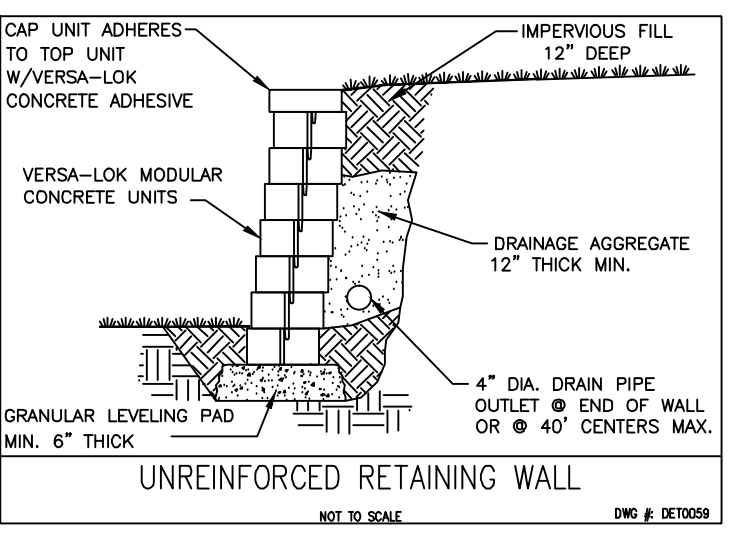 CAP UNIT ADHERES
TO TOP UNIT
W/VERSA-LOK
CONCRETE ADHESIVE
IMPERVIOUS FILL
12" DEEP
VERSA-LOK MODULAR
CONCRETE UNITS
DRAINAGE AGGREGATE
12" THICK MIN.
4" DIA. DRAIN PIPE
OUTLET @ END OF WALL
OR @ 40' CENTERS MAX.
GRANULAR LEVELING PAD
MIN. 6" THICK
UNREINFORCED RETAINING WALL
NOT TO SCALE
DWG #: DET0059